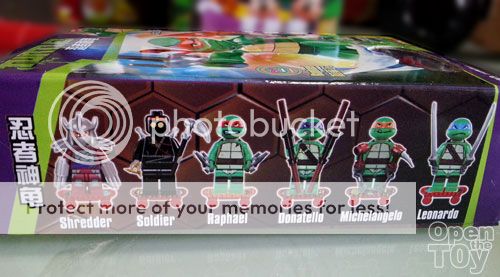 photobucket
忍者神龟
Shredder Soldier Raphael Donatello Michelangelo Leonardo
Protect more of your memories for less!
Open
the
Toy